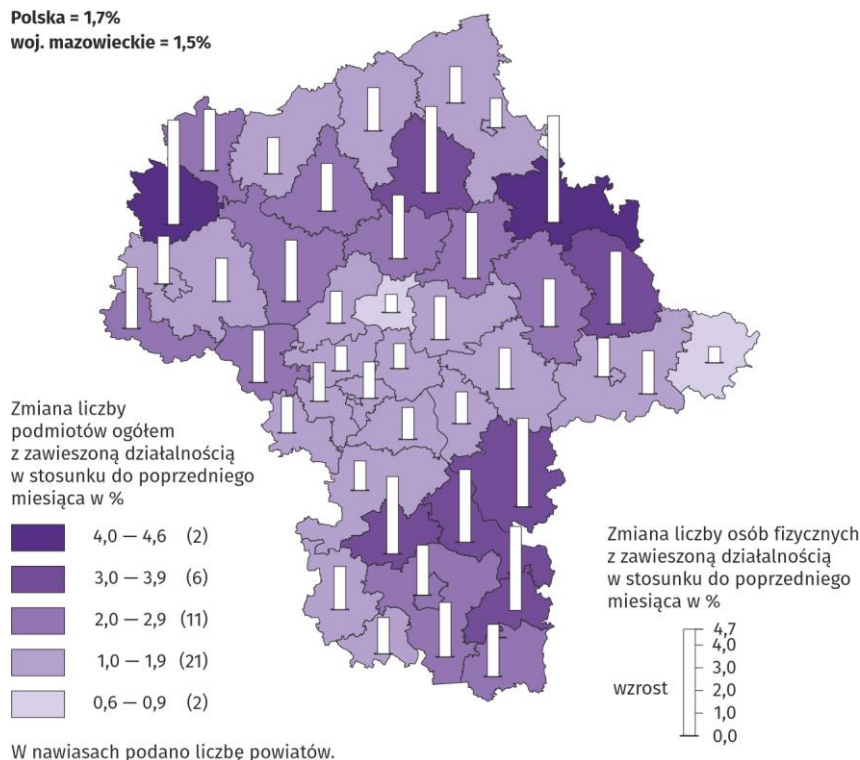 Polska = 1,7%
woj. mazowieckie = 1,5%
Zmiana liczby
podmiotów ogółem
z zawieszoną działalnością
w stosunku do poprzedniego
miesiąca w %
4,0 — 4,6 (2)
3,0 — 3,9 (6)
2,0 — 2,9 (11)
1,0 — 1,9 (21)
0,6 — 0,9 (2)
W nawiasach podano liczbę powiatów.
Zmiana liczby osób fizycznych
z zawieszoną działalnością
w stosunku do poprzedniego
miesiąca w %
wzrost
4,7
4,0
3,0
2,0
1,0
0,0